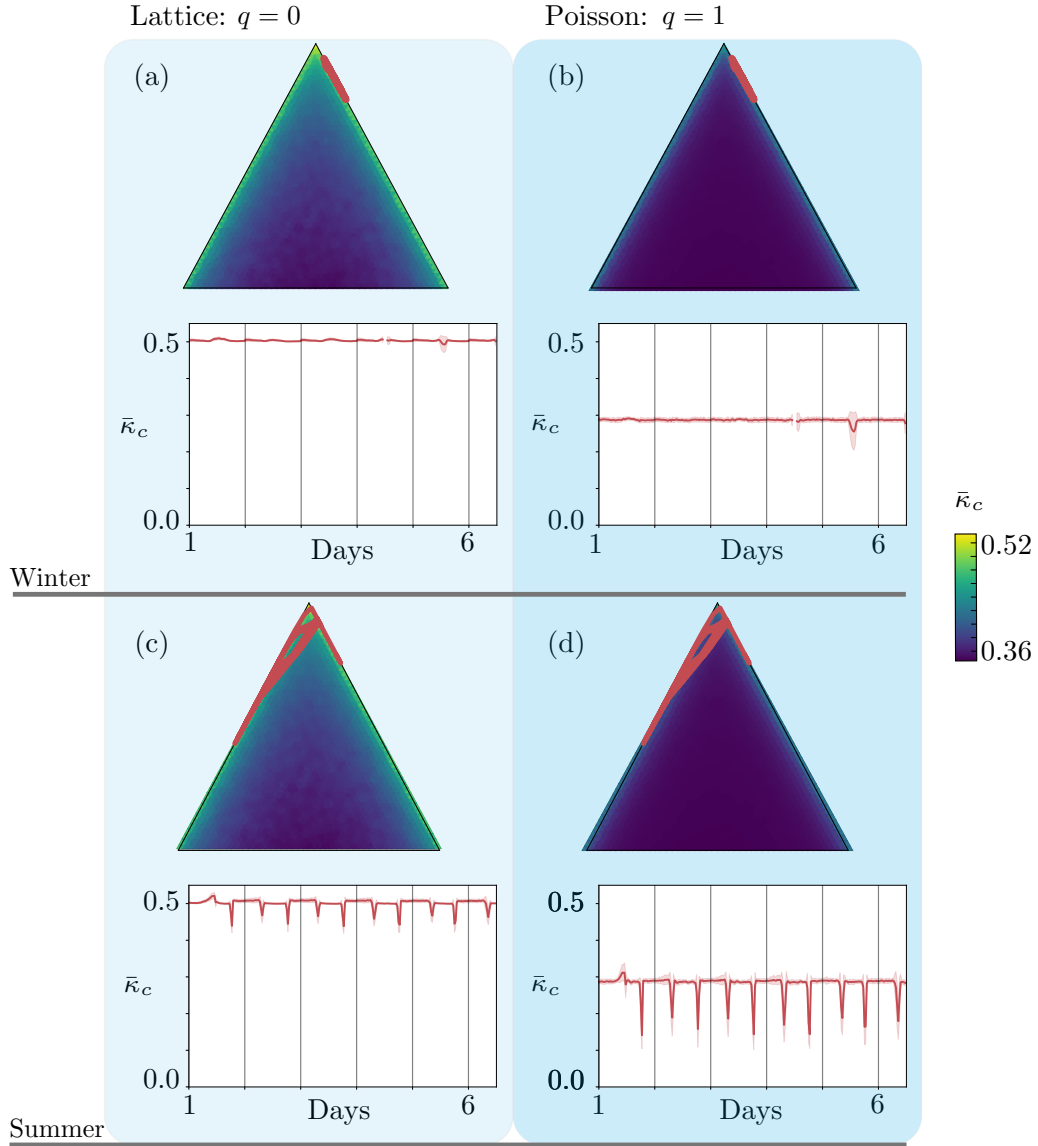 Lattice: q = 0
Poisson: q = 1
(a)
(b)
0.5
κ̄c
0.0
1
Days
6
0.5
κ̄c
0.0
1
Days
6
κ̄c
0.52
0.36
Winter
(c)
(d)
0.5
κ̄c
0.0
1
Days
6
0.5
κ̄c
0.0
1
Days
6
Summer